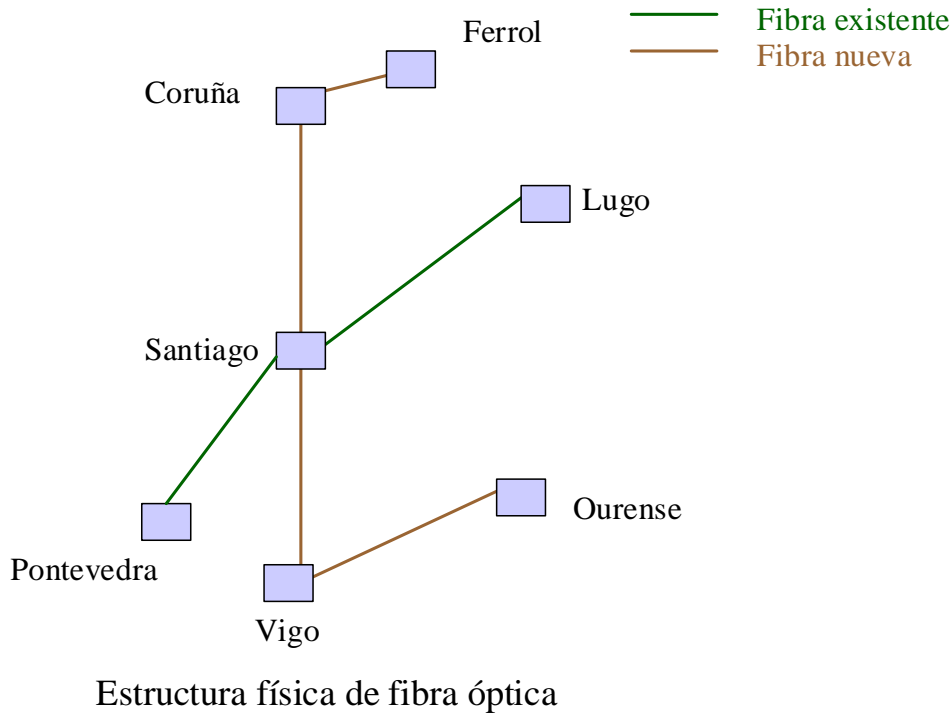 Ferrol
Fibra existente
Fibra nueva
Coruña
Lugo
Santiago
Ourense
Pontevedra
Vigo
Estructura física de fibra óptica